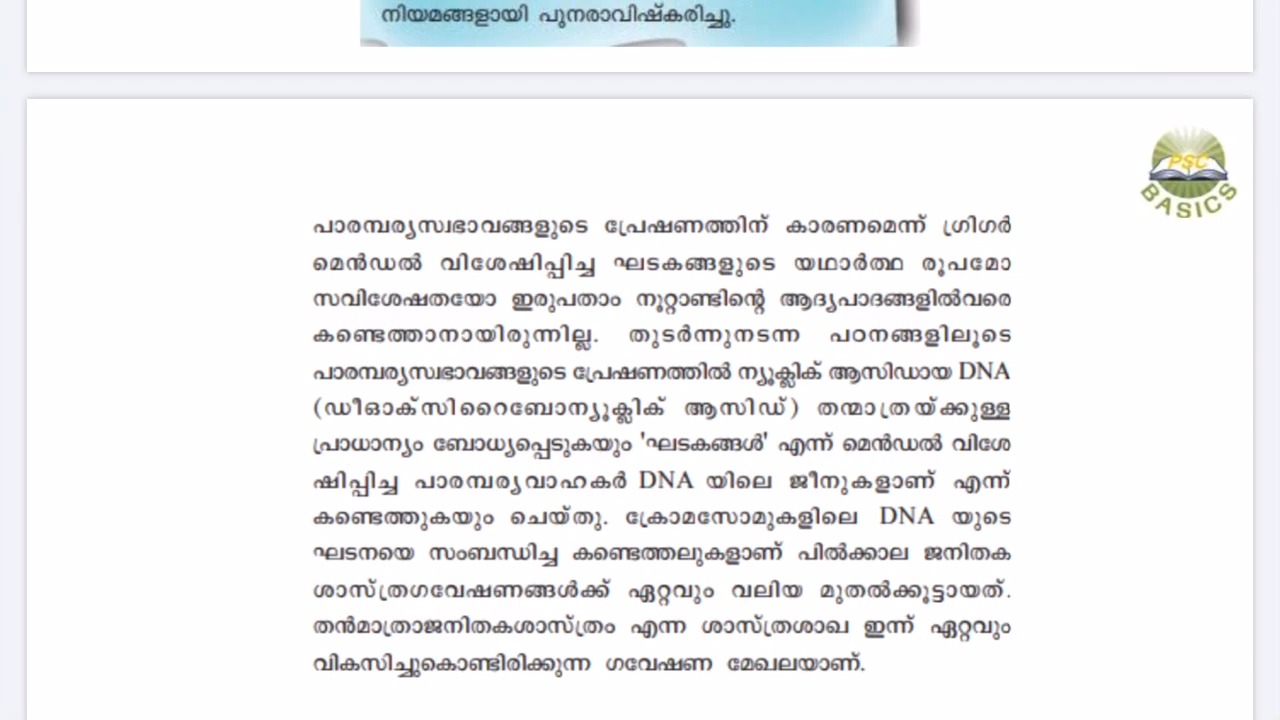 നിയമങ്ങളായി പുനരാവിഷ്കരിച്ചു.
PSC
BASICS
പാരമ്പര്യസ്വഭാവങ്ങളുടെ പ്രേഷണത്തിന് കാരണമെന്ന് ഗ്രിഗർ
മെൻഡൽ വിശേഷിപ്പിച്ച ഘടകങ്ങളുടെ യഥാർത്ഥ രൂപമോ
സവിശേഷതയോ ഇരുപതാം നൂറ്റാണ്ടിന്റെ ആദ്യപാദങ്ങളിൽവരെ
കണ്ടെത്താനായിരുന്നില്ല. തുടർന്നുനടന്ന പഠനങ്ങളിലൂടെ
പാരമ്പര്യസ്വഭാവങ്ങളുടെ പ്രേഷണത്തിൽ ന്യൂക്ലിക് ആസിഡായ DNA
(ഡീഓക്സിറൈബോന്യൂക്ലിക് ആസിഡ്) തന്മാത്രയ്ക്കുള്ള
പ്രാധാന്യം ബോധ്യപ്പെടുകയും 'ഘടകങ്ങൾ' എന്ന് മെൻഡൽ വിശേ
ഷിപ്പിച്ച പാരമ്പര്യവാഹകർ DNA യിലെ ജീനുകളാണ് എന്ന്
കണ്ടെത്തുകയും ചെയ്തു. ക്രോമസോമുകളിലെ DNA യുടെ
ഘടനയെ സംബന്ധിച്ച കണ്ടെത്തലുകളാണ് പിൽക്കാല ജനിതക
ശാസ്ത്രഗവേഷണങ്ങൾക്ക് ഏറ്റവും വലിയ മുതൽക്കൂട്ടായത്.
തൻമാത്രാജനിതകശാസ്ത്രം എന്ന ശാസ്ത്രശാഖ ഇന്ന് ഏറ്റവും
വികസിച്ചുകൊണ്ടിരിക്കുന്ന ഗവേഷണ മേഖലയാണ്.